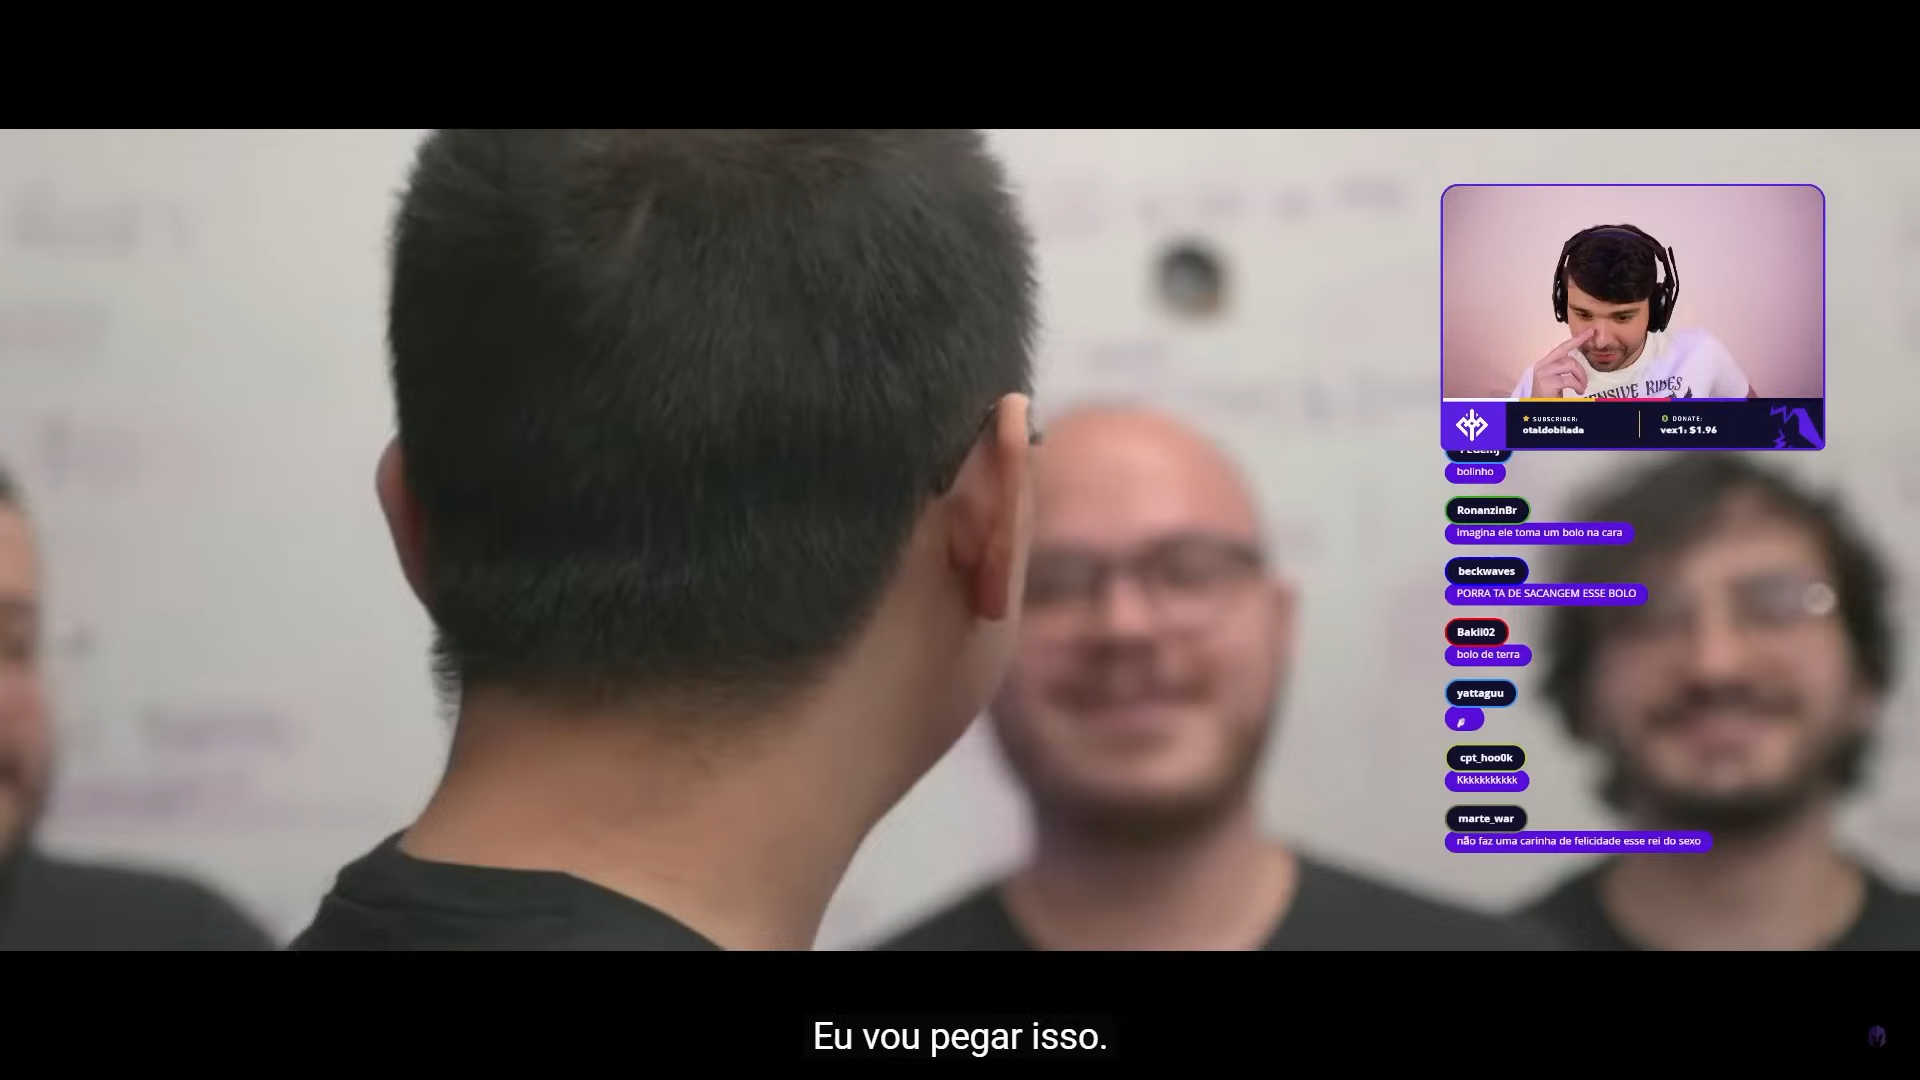 SUBSCRIBER:
otaldobilada
DONATE:
vex1: $1.96
bolinho
RonanzinBr
imagina ele toma um bolo na cara
beckwaves
PORRA TA DE SACANGEM ESSE BOLO
Bakii02
bolo de terra
yattaguu
cpt_hoo0k
Kkkkkkkkkkk
marte_war
não faz uma carinha de felicidade esse rei do sexo
Eu vou pegar isso.